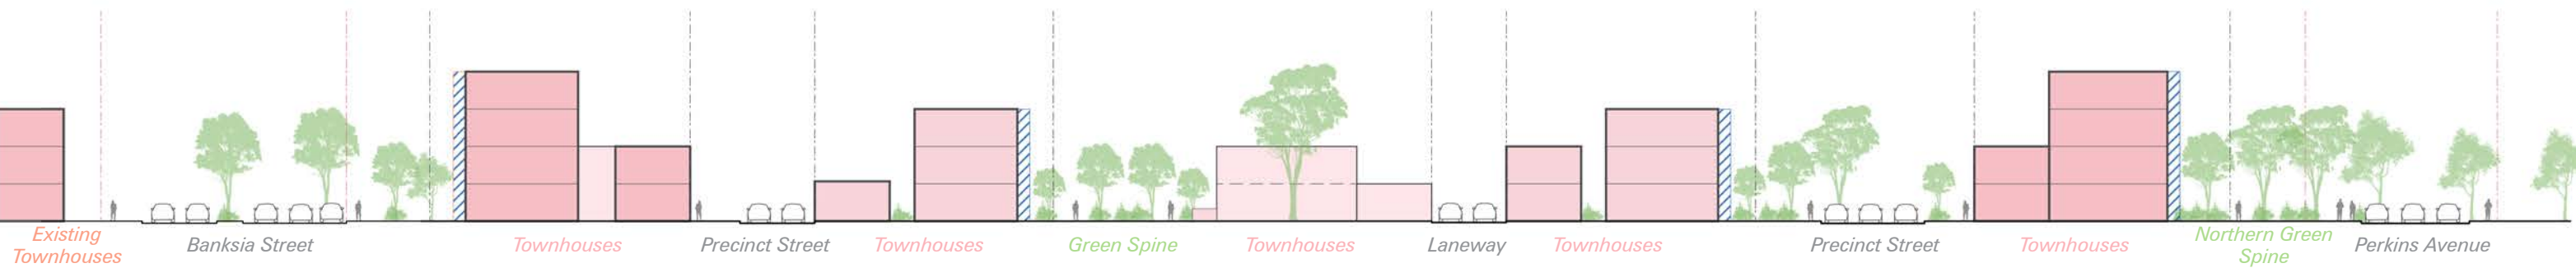 Existing
Townhouses
Banksia Street
Townhouses
Precinct Street
Townhouses
Green Spine
Townhouses
Laneway
Townhouses
Precinct Street
Townhouses
Northern Green
Spine
Perkins Avenue